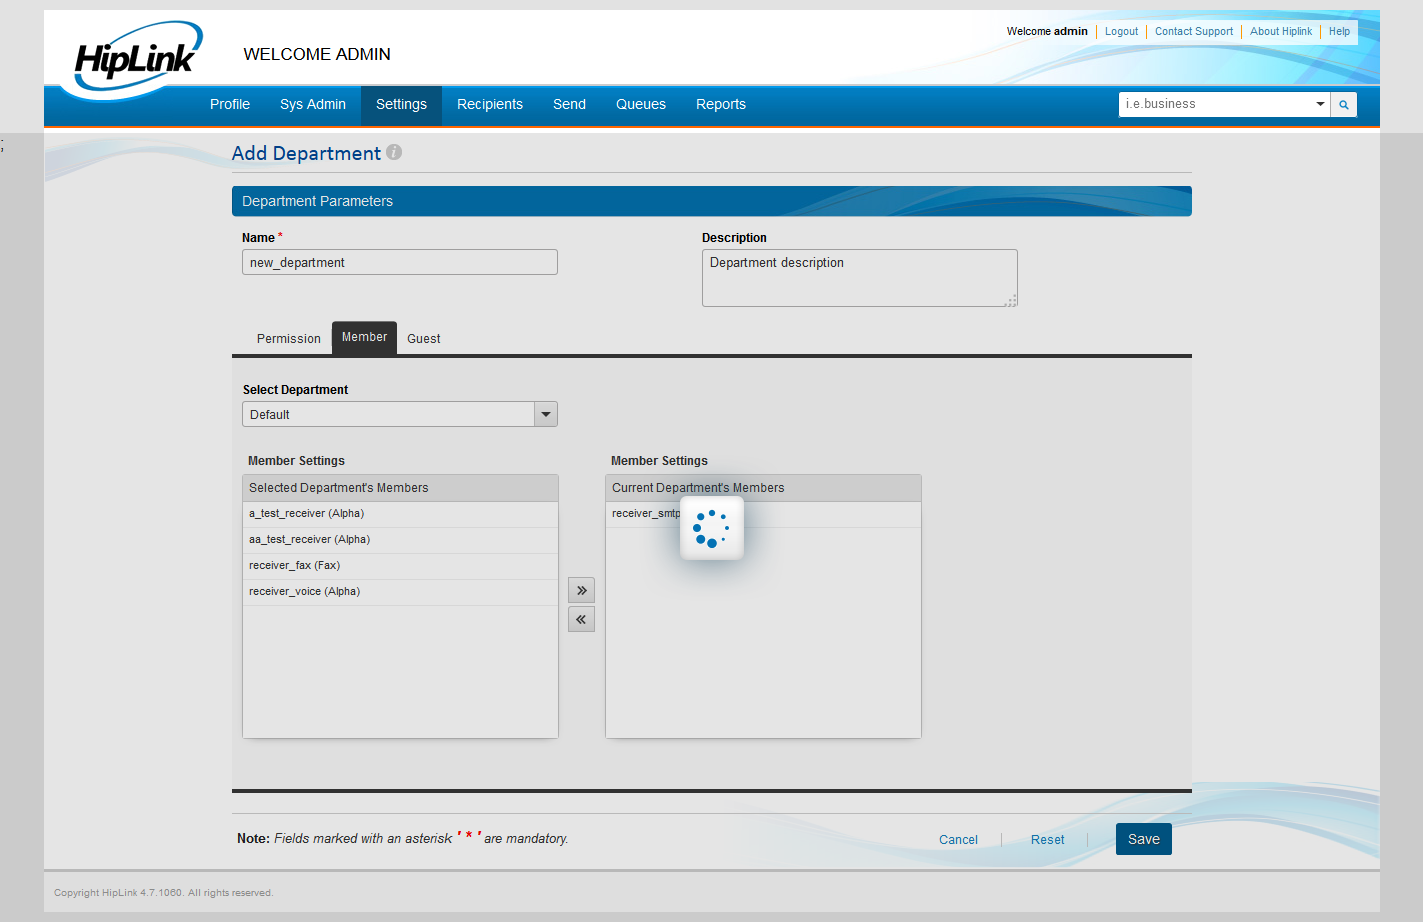 HipLink
WELCOME ADMIN
Welcome admin
Logout
Contact Support
About Hiplink
Help
Profile
Sys Admin
Settings
Recipients
Send
Queues
Reports
i.e.business
;
Add Department
i
Department Parameters
Name *
Description
new_department
Department description
Permission
Member
Guest
Select Department
Default
Member Settings
Member Settings
Selected Department's Members
Current Department's Members
a_test_receiver (Alpha)
receiver_smtp
aa_test_receiver (Alpha)
receiver_fax (Fax)
receiver_voice (Alpha)
»
«
Note: Fields marked with an asterisk ' * ' are mandatory.
Cancel
Reset
Save
Copyright HipLink 4.7.1060. All rights reserved.